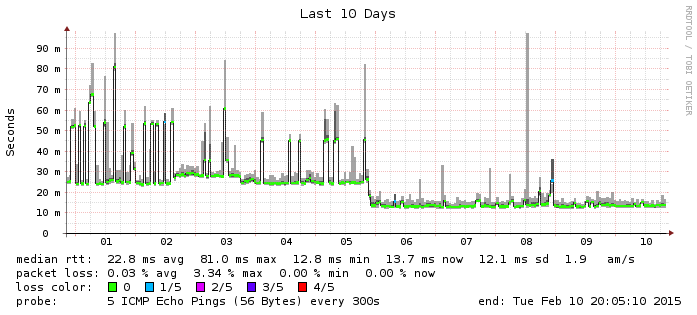 Last 10 Days
RRDTOOL / TOBI OETIKER
Seconds
90 m
80 m
70 m
60 m
50 m
40 m
30 m
20 m
10 m
0
01 02 03 04 05 06 07 08 09 10
median rtt: 22.8 ms avg 81.0 ms max 12.8 ms min 13.7 ms now 12.1 ms sd 1.9 am/s
packet loss: 0.03 % avg 3.34 % max 0.00 % min 0.00 % now
loss color: 0 1/5 2/5 3/5 4/5
probe: 5 ICMP Echo Pings (56 Bytes) every 300s end: Tue Feb 10 20:05:10 2015